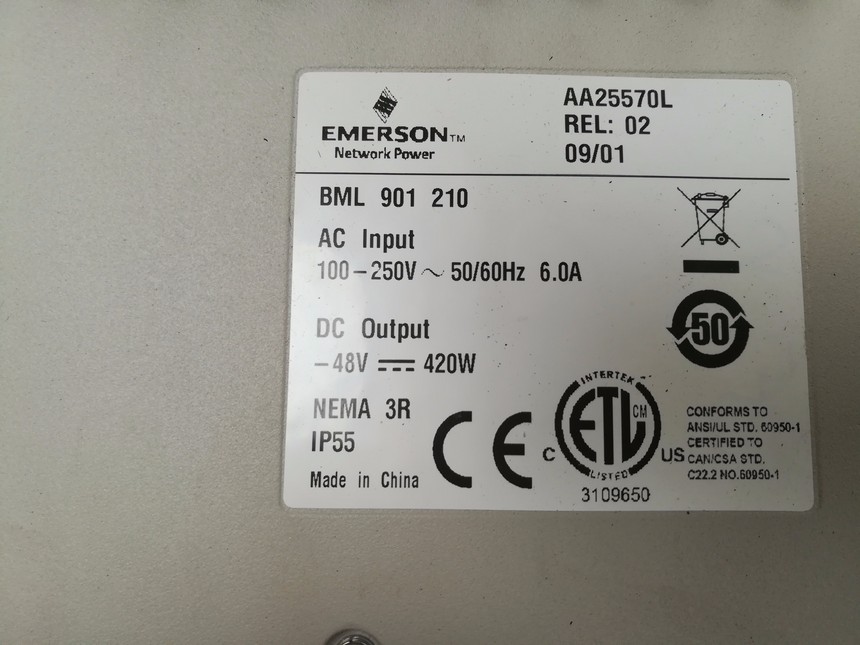 EMERSON™
Network Power
AA25570L
REL: 02
09/01
BML 901 210
AC Input
100-250V ~ 50/60Hz 6.0A
DC Output
-48V ⎓ 420W
NEMA 3R
IP55
Made in China
CE
50
INTERTEK
ETL CM
LISTED
C US
3109650
CONFORMS TO
ANSI/UL STD. 60950-1
CERTIFIED TO
CAN/CSA STD.
C22.2 NO.60950-1